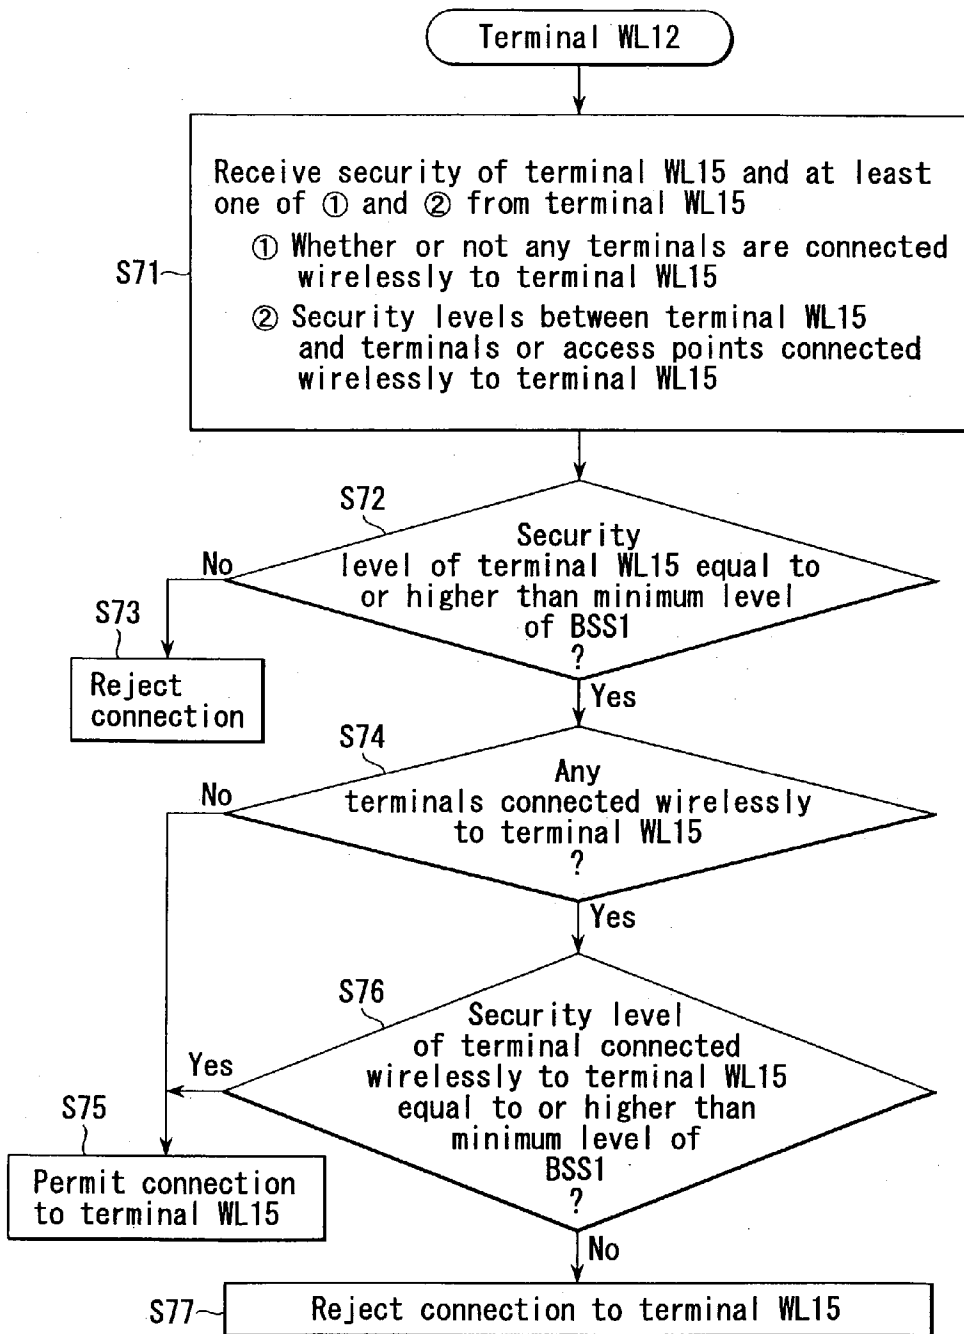 Terminal WL12
Receive security of terminal WL15 and at least
one of ① and ② from terminal WL15
① Whether or not any terminals are connected
wirelessly to terminal WL15
② Security levels between terminal WL15
and terminals or access points connected
wirelessly to terminal WL15
S71
S72
Security
level of terminal WL15 equal to
or higher than minimum level
of BSS1
?
No
Yes
S73
Reject
connection
S74
Any
terminals connected wirelessly
to terminal WL15
?
No
Yes
S76
Security level
of terminal connected
wirelessly to terminal WL15
equal to or higher than
minimum level of
BSS1
?
Yes
No
S75
Permit connection
to terminal WL15
S77
Reject connection to terminal WL15